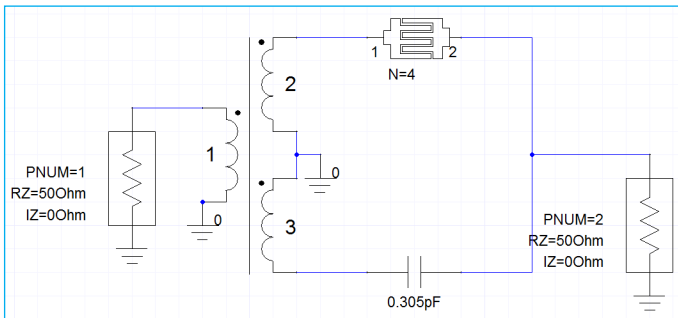 1
2
N=4
2
1
PNUM=1
RZ=50Ohm
IZ=0Ohm
0
0
3
PNUM=2
RZ=50Ohm
IZ=0Ohm
0.305pF